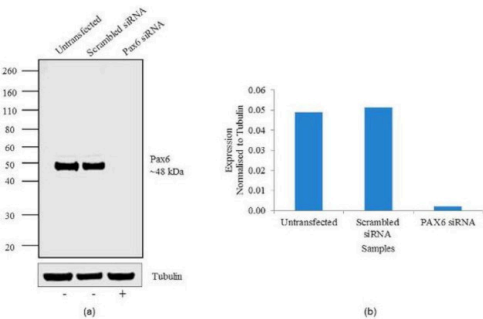 Untransfected
Scrambled siRNA
Pax6 siRNA
260
160
110
80
60
50
40
30
20
Pax6
~48 kDa
Tubulin
- - +
(a)
Expression
Normalised to Tubulin
0.06
0.05
0.04
0.03
0.02
0.01
0.00
Untransfected
Scrambled
siRNA
PAX6 siRNA
Samples
(b)